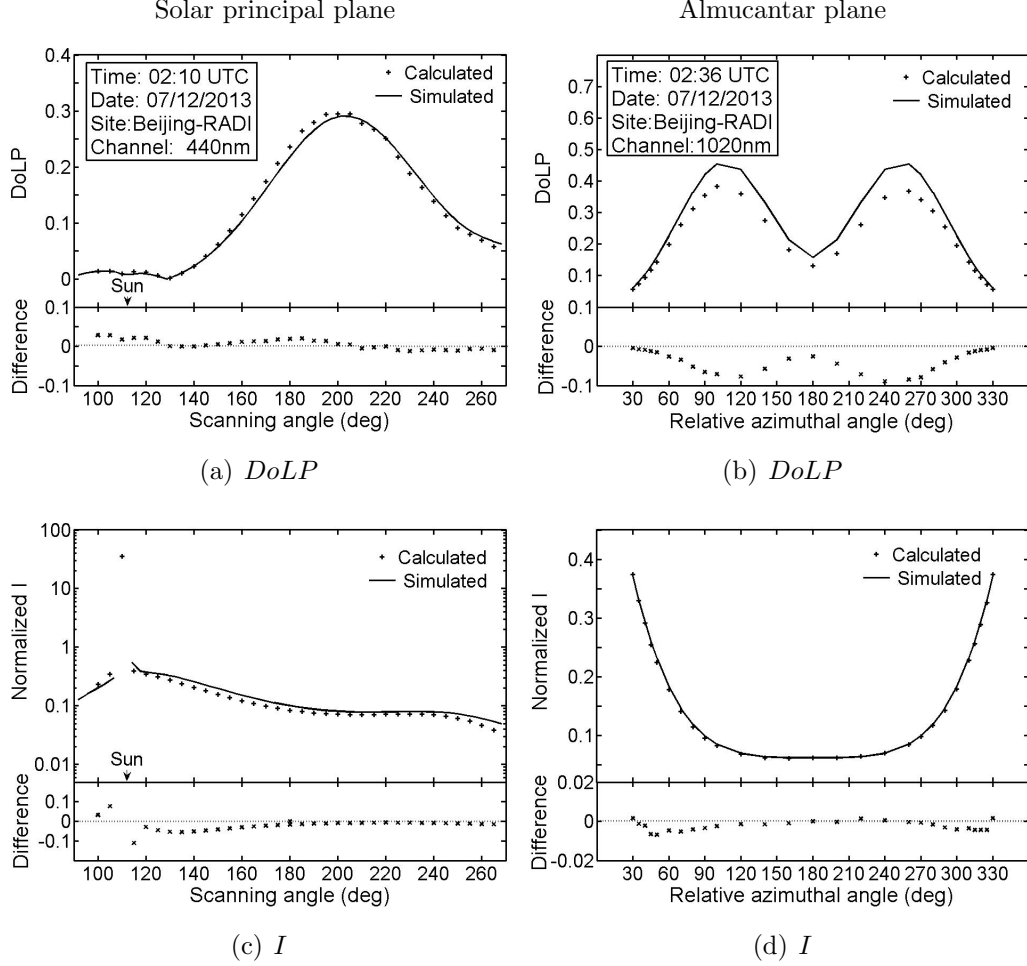 Solar principal plane
Almucantar plane
0.4
0.3
0.2
0.1
0
DoLP
Time: 02:10 UTC
Date: 07/12/2013
Site:Beijing-RADI
Channel: 440nm
Calculated
Simulated
Sun
0.1
0
-0.1
Difference
100 120 140 160 180 200 220 240 260
Scanning angle (deg)
(a) DoLP
0.7
0.6
0.5
0.4
0.3
0.2
0.1
DoLP
Time: 02:36 UTC
Date: 07/12/2013
Site:Beijing-RADI
Channel:1020nm
Calculated
Simulated
0.1
0
-0.1
Difference
30 60 90 120 150 180 210 240 270 300 330
Relative azimuthal angle (deg)
(b) DoLP
100
10
1
0.1
0.01
Normalized I
Calculated
Simulated
Sun
0.1
0
-0.1
Difference
100 120 140 160 180 200 220 240 260
Scanning angle (deg)
(c) I
0.4
0.3
0.2
0.1
Normalized I
Calculated
Simulated
0.02
0
-0.02
Difference
30 60 90 120 150 180 210 240 270 300 330
Relative azimuthal angle (deg)
(d) I